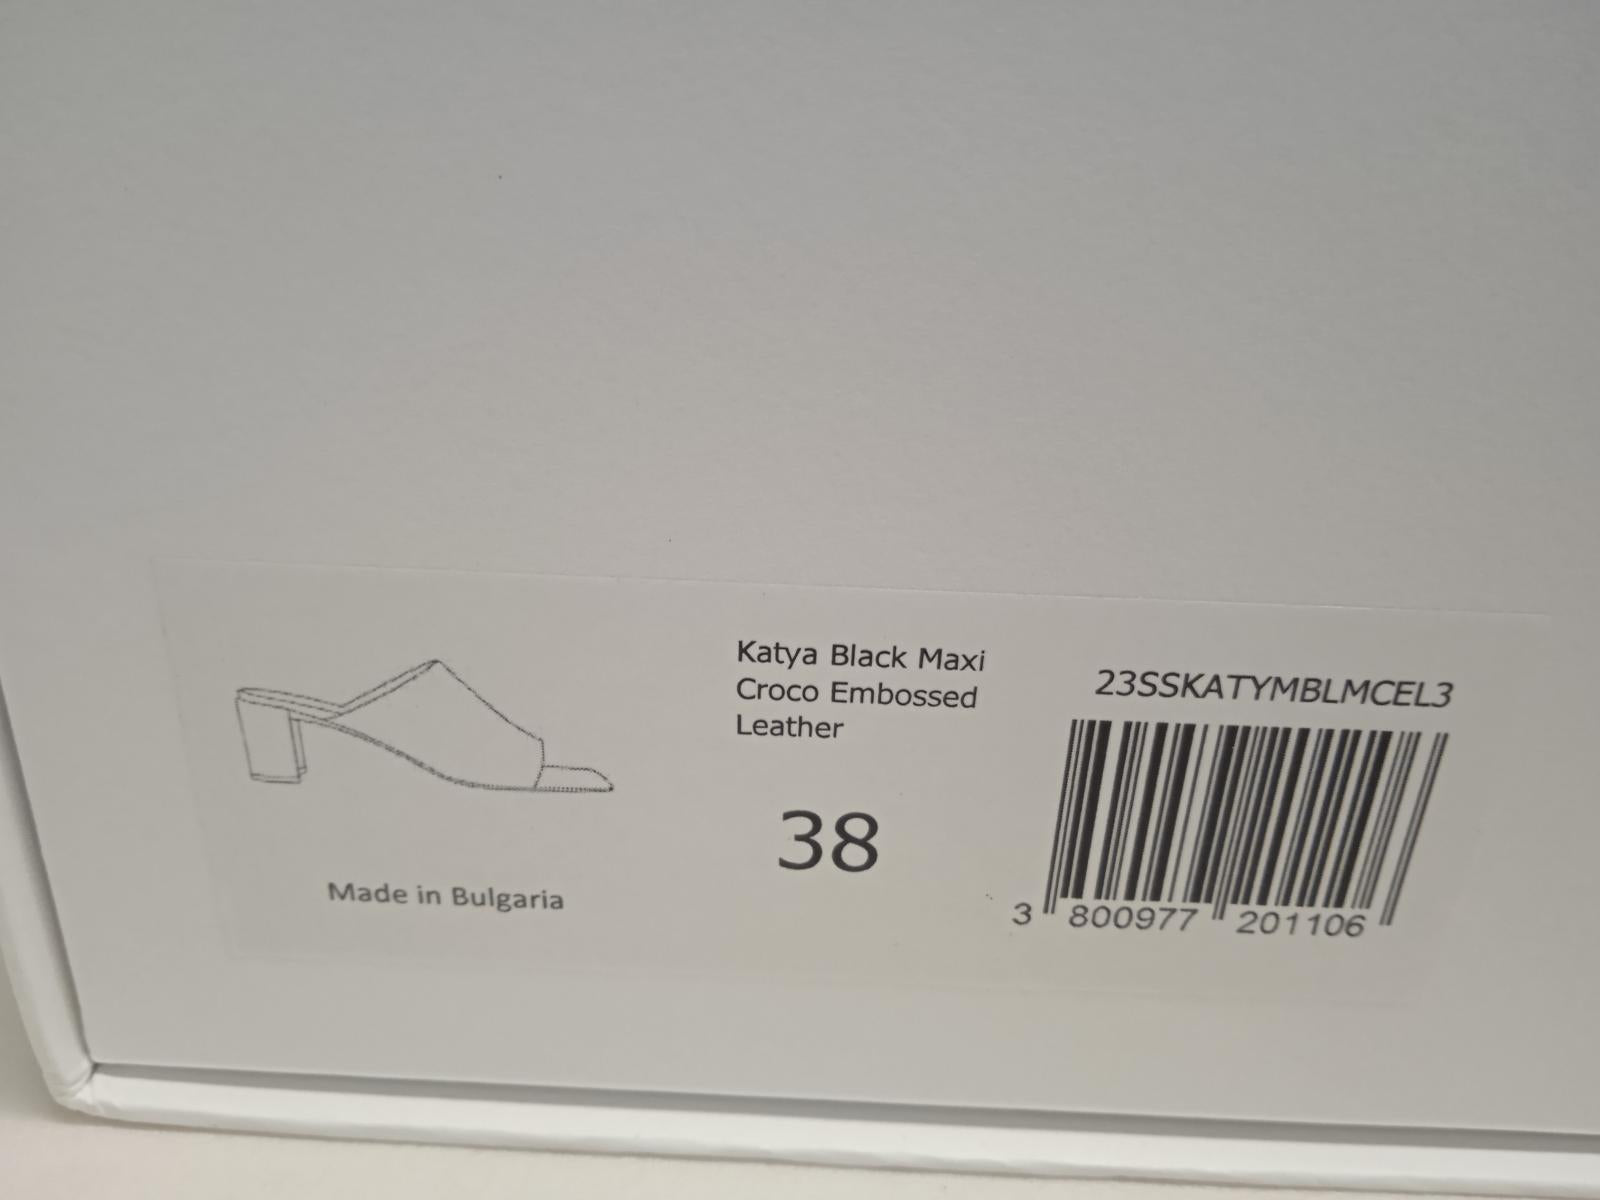 Katya Black Maxi
Croco Embossed
Leather
38
Made in Bulgaria
23SSKATYMBLMCEL3
3 800977 201106